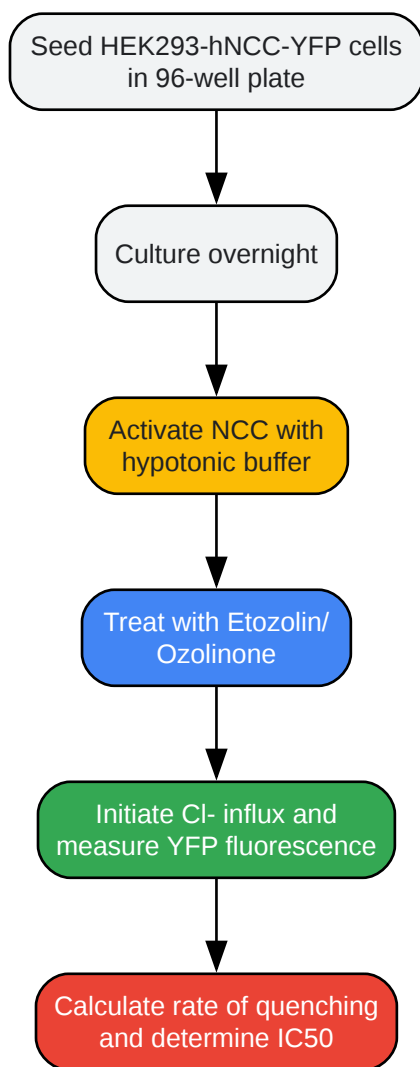 Seed HEK293-hNCC-YFP cells
in 96-well plate
Culture overnight
Activate NCC with
hypotonic buffer
Treat with Etozolin/
Ozolinone
Initiate Cl- influx and
measure YFP fluorescence
Calculate rate of quenching
and determine IC50